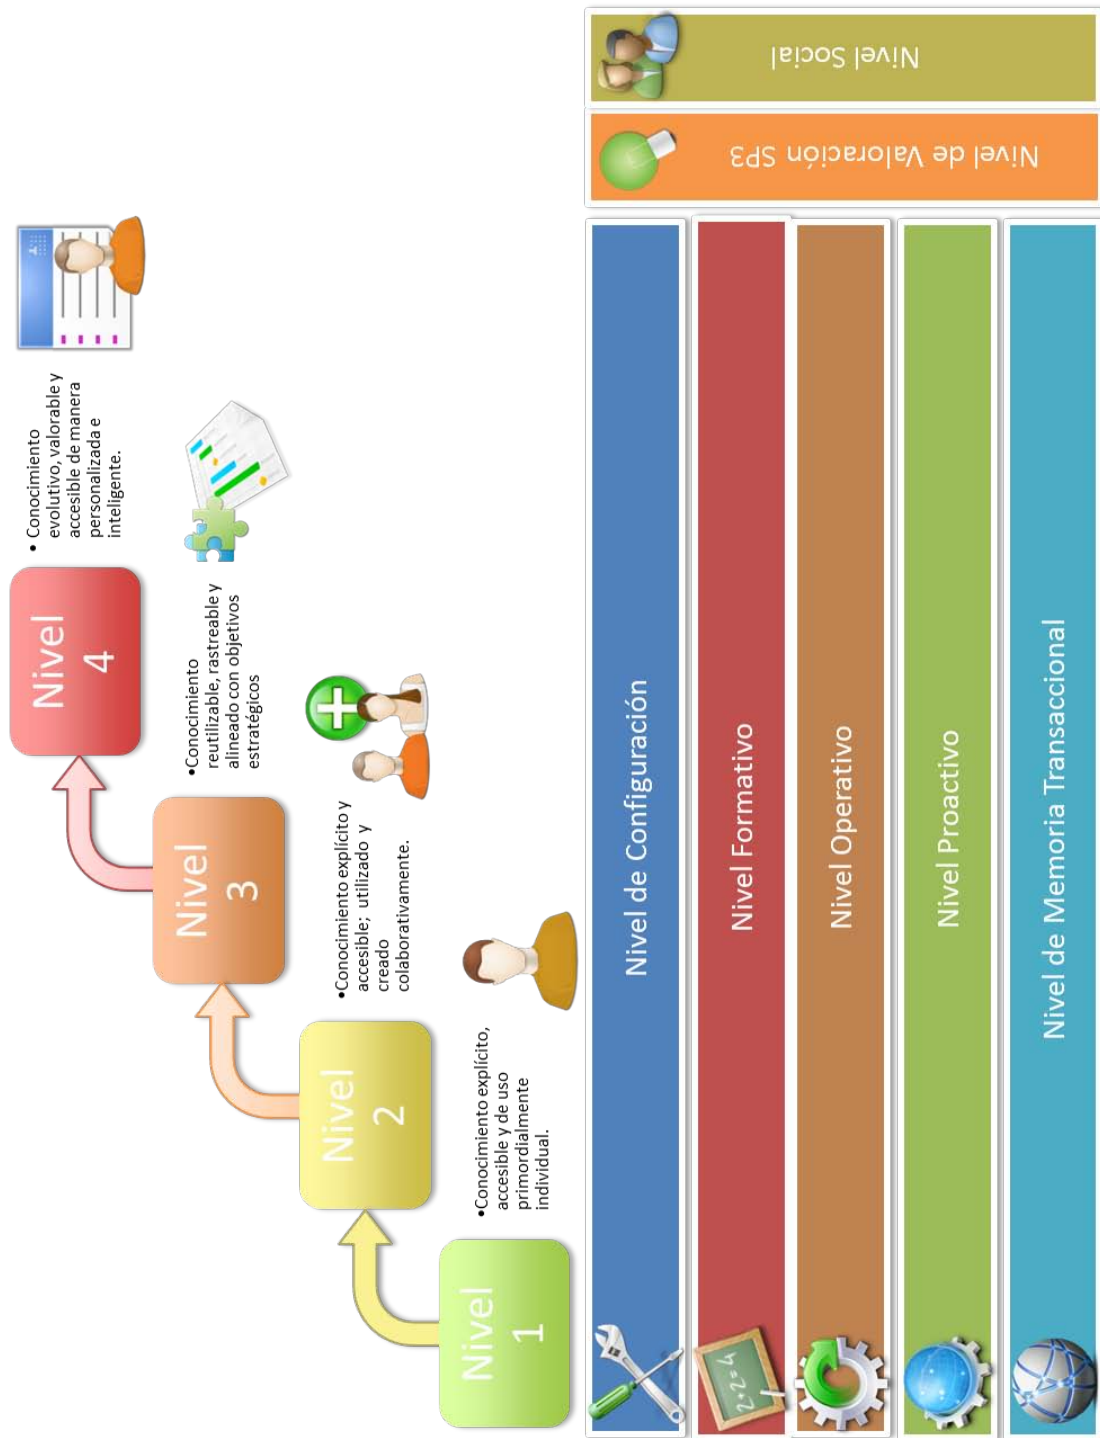 Nivel
4
• Conocimiento
evolutivo, valorable y
accesible de manera
personalizada e
inteligente.
Nivel
3
•Conocimiento
reutilizable, rastreable y
alineado con objetivos
estratégicos
Nivel
2
•Conocimiento explícito y
accesible; utilizado y
creado
colaborativamente.
Nivel
1
•Conocimiento explícito,
accesible y de uso
primordialmente
individual.
Nivel de Configuración
2+2=4
Nivel Formativo
Nivel Operativo
Nivel Proactivo
Nivel de Memoria Transaccional
Nivel de Valoración SP3
Nivel Social